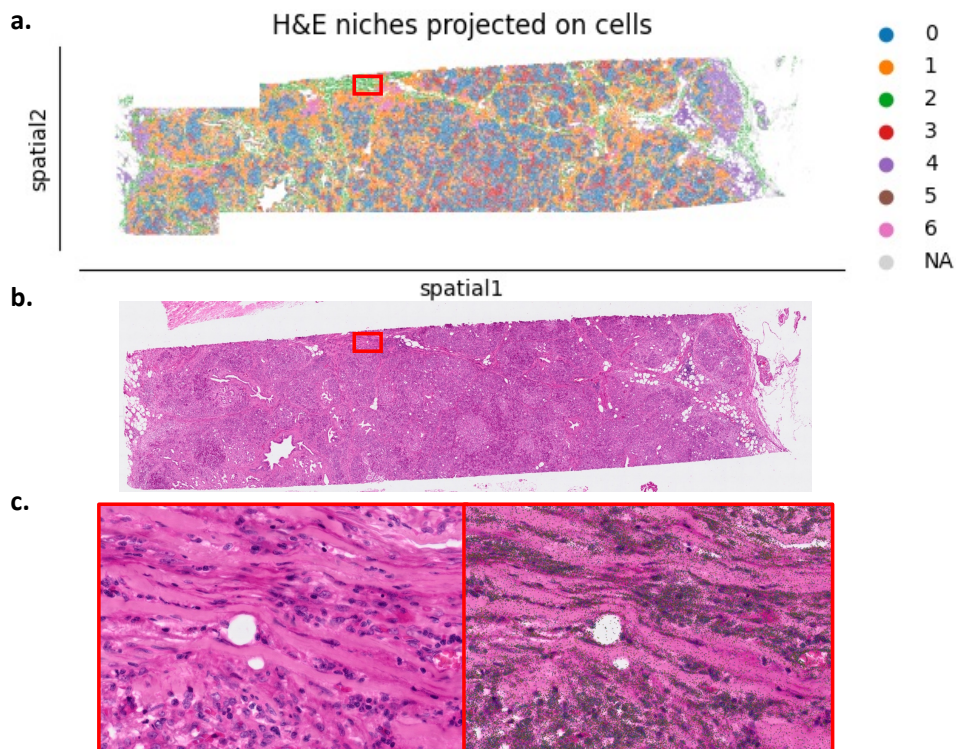 a.
H&E niches projected on cells
spatial2
spatial1
0
1
2
3
4
5
6
NA
b.
c.